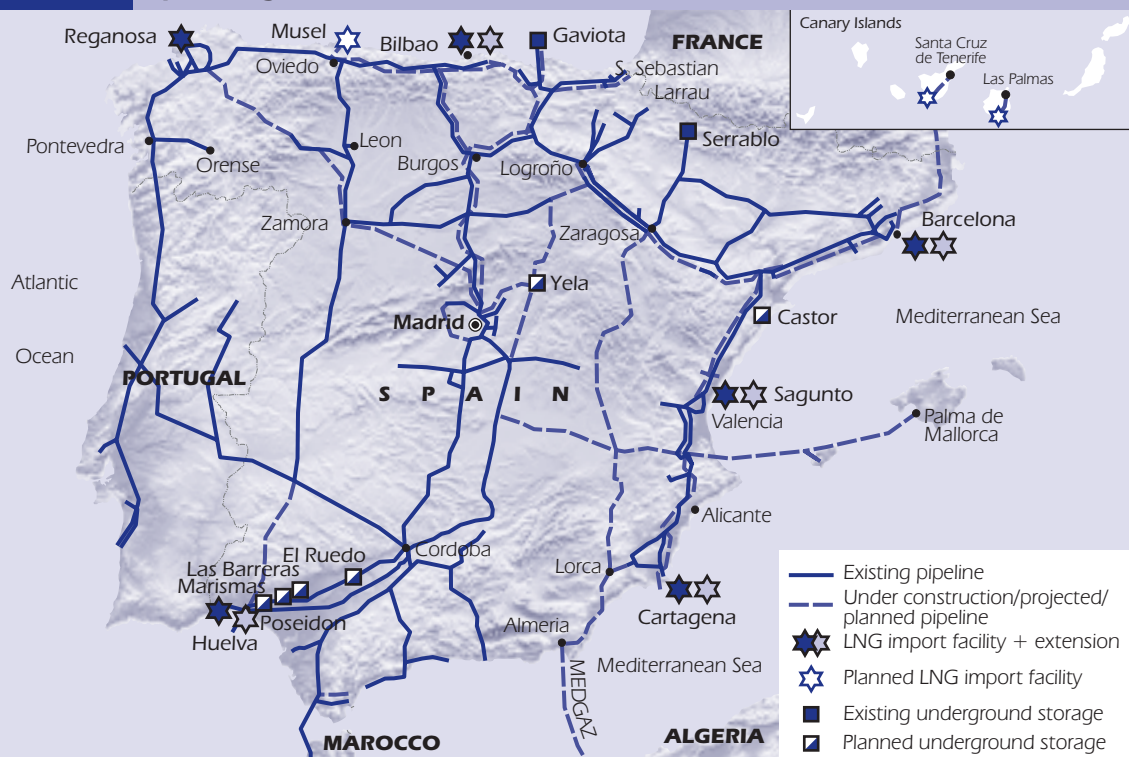 Reganosa
Musel
Bilbao
Gaviota
FRANCE
Canary Islands
Santa Cruz
de Tenerife
Las Palmas
Oviedo
S. Sebastian
Larrau
Pontevedra
Orense
Leon
Burgos
Logroño
Serrablo
Zamora
Zaragosa
Barcelona
Atlantic
Ocean
Yela
Madrid
Castor
Mediterranean Sea
PORTUGAL
SPAIN
Sagunto
Valencia
Palma de
Mallorca
Alicante
El Ruedo
Cordoba
Las Barreras
Marismas
Lorca
Poseidon
Huelva
Almeria
Cartagena
Mediterranean Sea
MEDGAZ
MAROCCO
ALGERIA
Existing pipeline
Under construction/projected/
planned pipeline
LNG import facility + extension
Planned LNG import facility
Existing underground storage
Planned underground storage